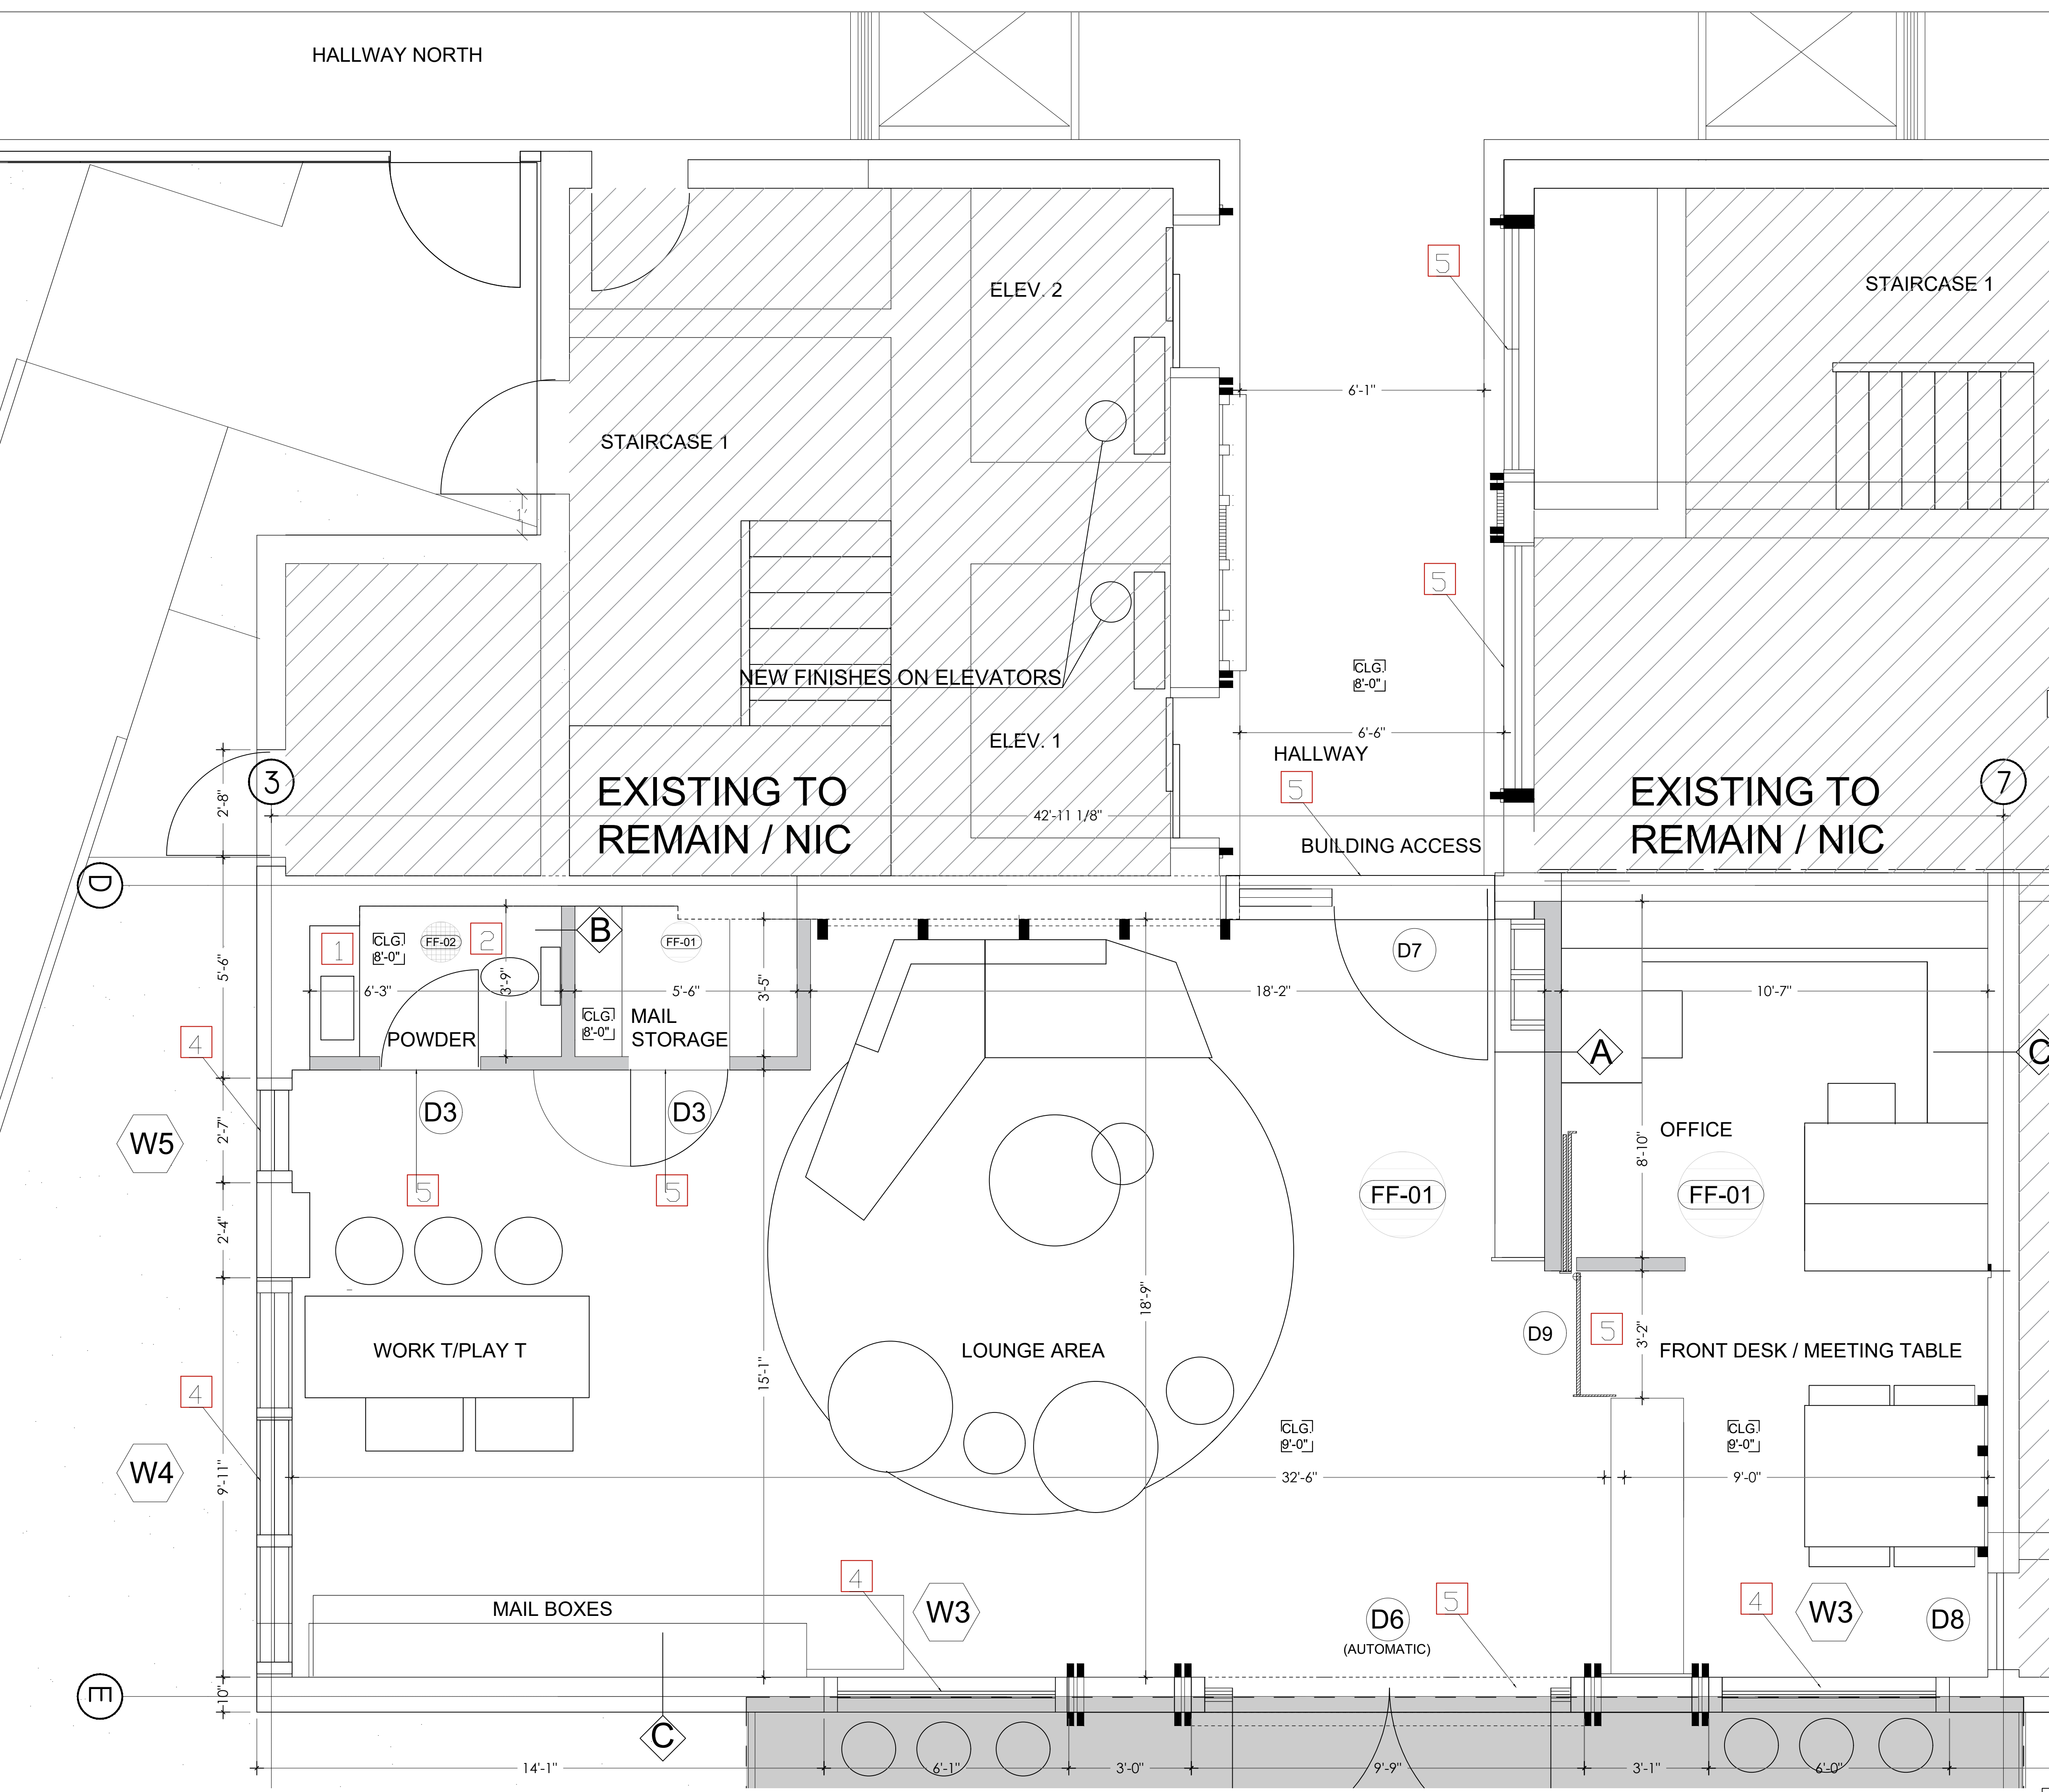 HALLWAY NORTH
ELEV. 2
5
STAIRCASE 1
6'-1"
STAIRCASE 1
1'
5
NEW FINISHES ON ELEVATORS
CLG.
8'-0"
ELEV. 1
6'-6"
HALLWAY
3
2'-8"
EXISTING TO
REMAIN / NIC
5
42'-11 1/8"
EXISTING TO
REMAIN / NIC
7
BUILDING ACCESS
D
1
CLG.
8'-0"
FF-02
2
B
FF-01
D7
5'-6"
6'-3"
3'-9"
5'-6"
3'-5"
18'-2"
10'-7"
CLG.
8'-0"
MAIL
STORAGE
POWDER
4
A
C
W5
2'-7"
D3
D3
8'-10"
OFFICE
5
5
FF-01
FF-01
2'-4"
18'-9"
D9
5
3'-2"
WORK T/PLAY T
15'-1"
LOUNGE AREA
FRONT DESK / MEETING TABLE
4
CLG.
9'-0"
CLG.
9'-0"
W4
9'-11"
32'-6"
9'-0"
MAIL BOXES
4
W3
D6
(AUTOMATIC)
5
4
W3
D8
E
10"
C
14'-1"
6'-1"
3'-0"
9'-9"
3'-1"
6'-0"